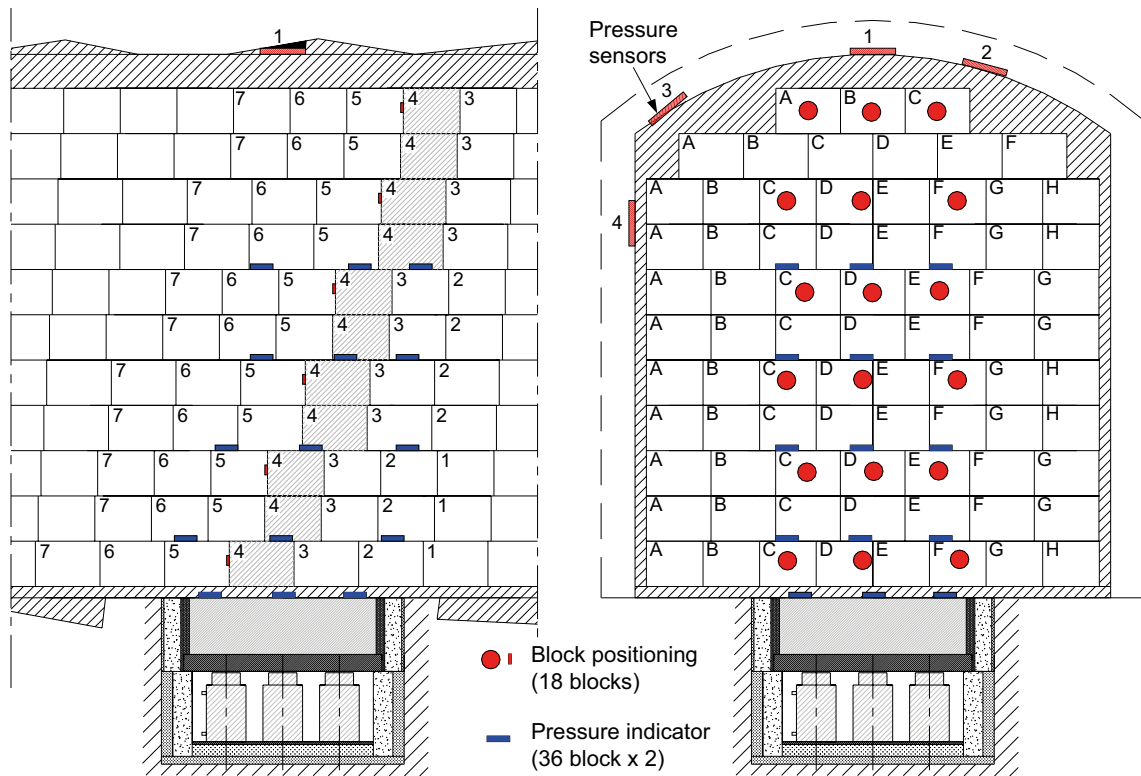 1
7 6 5 4 3
7 6 5 4 3
7 6 5 4 3
7 6 5 4 3
7 6 5 4 3 2
7 6 5 4 3 2
7 6 5 4 3 2
7 6 5 4 3 2
7 6 5 4 3 2 1
7 6 5 4 3 2 1
7 6 5 4 3 2 1
Pressure
sensors
1
2
3
4
A B C
A B C D E F
A B C D E F G H
A B C D E F G H
A B C D E F G
A B C D E F G
A B C D E F G H
A B C D E F G H
A B C D E F G
A B C D E F G
A B C D E F G H
Block positioning
(18 blocks)
Pressure indicator
(36 block x 2)